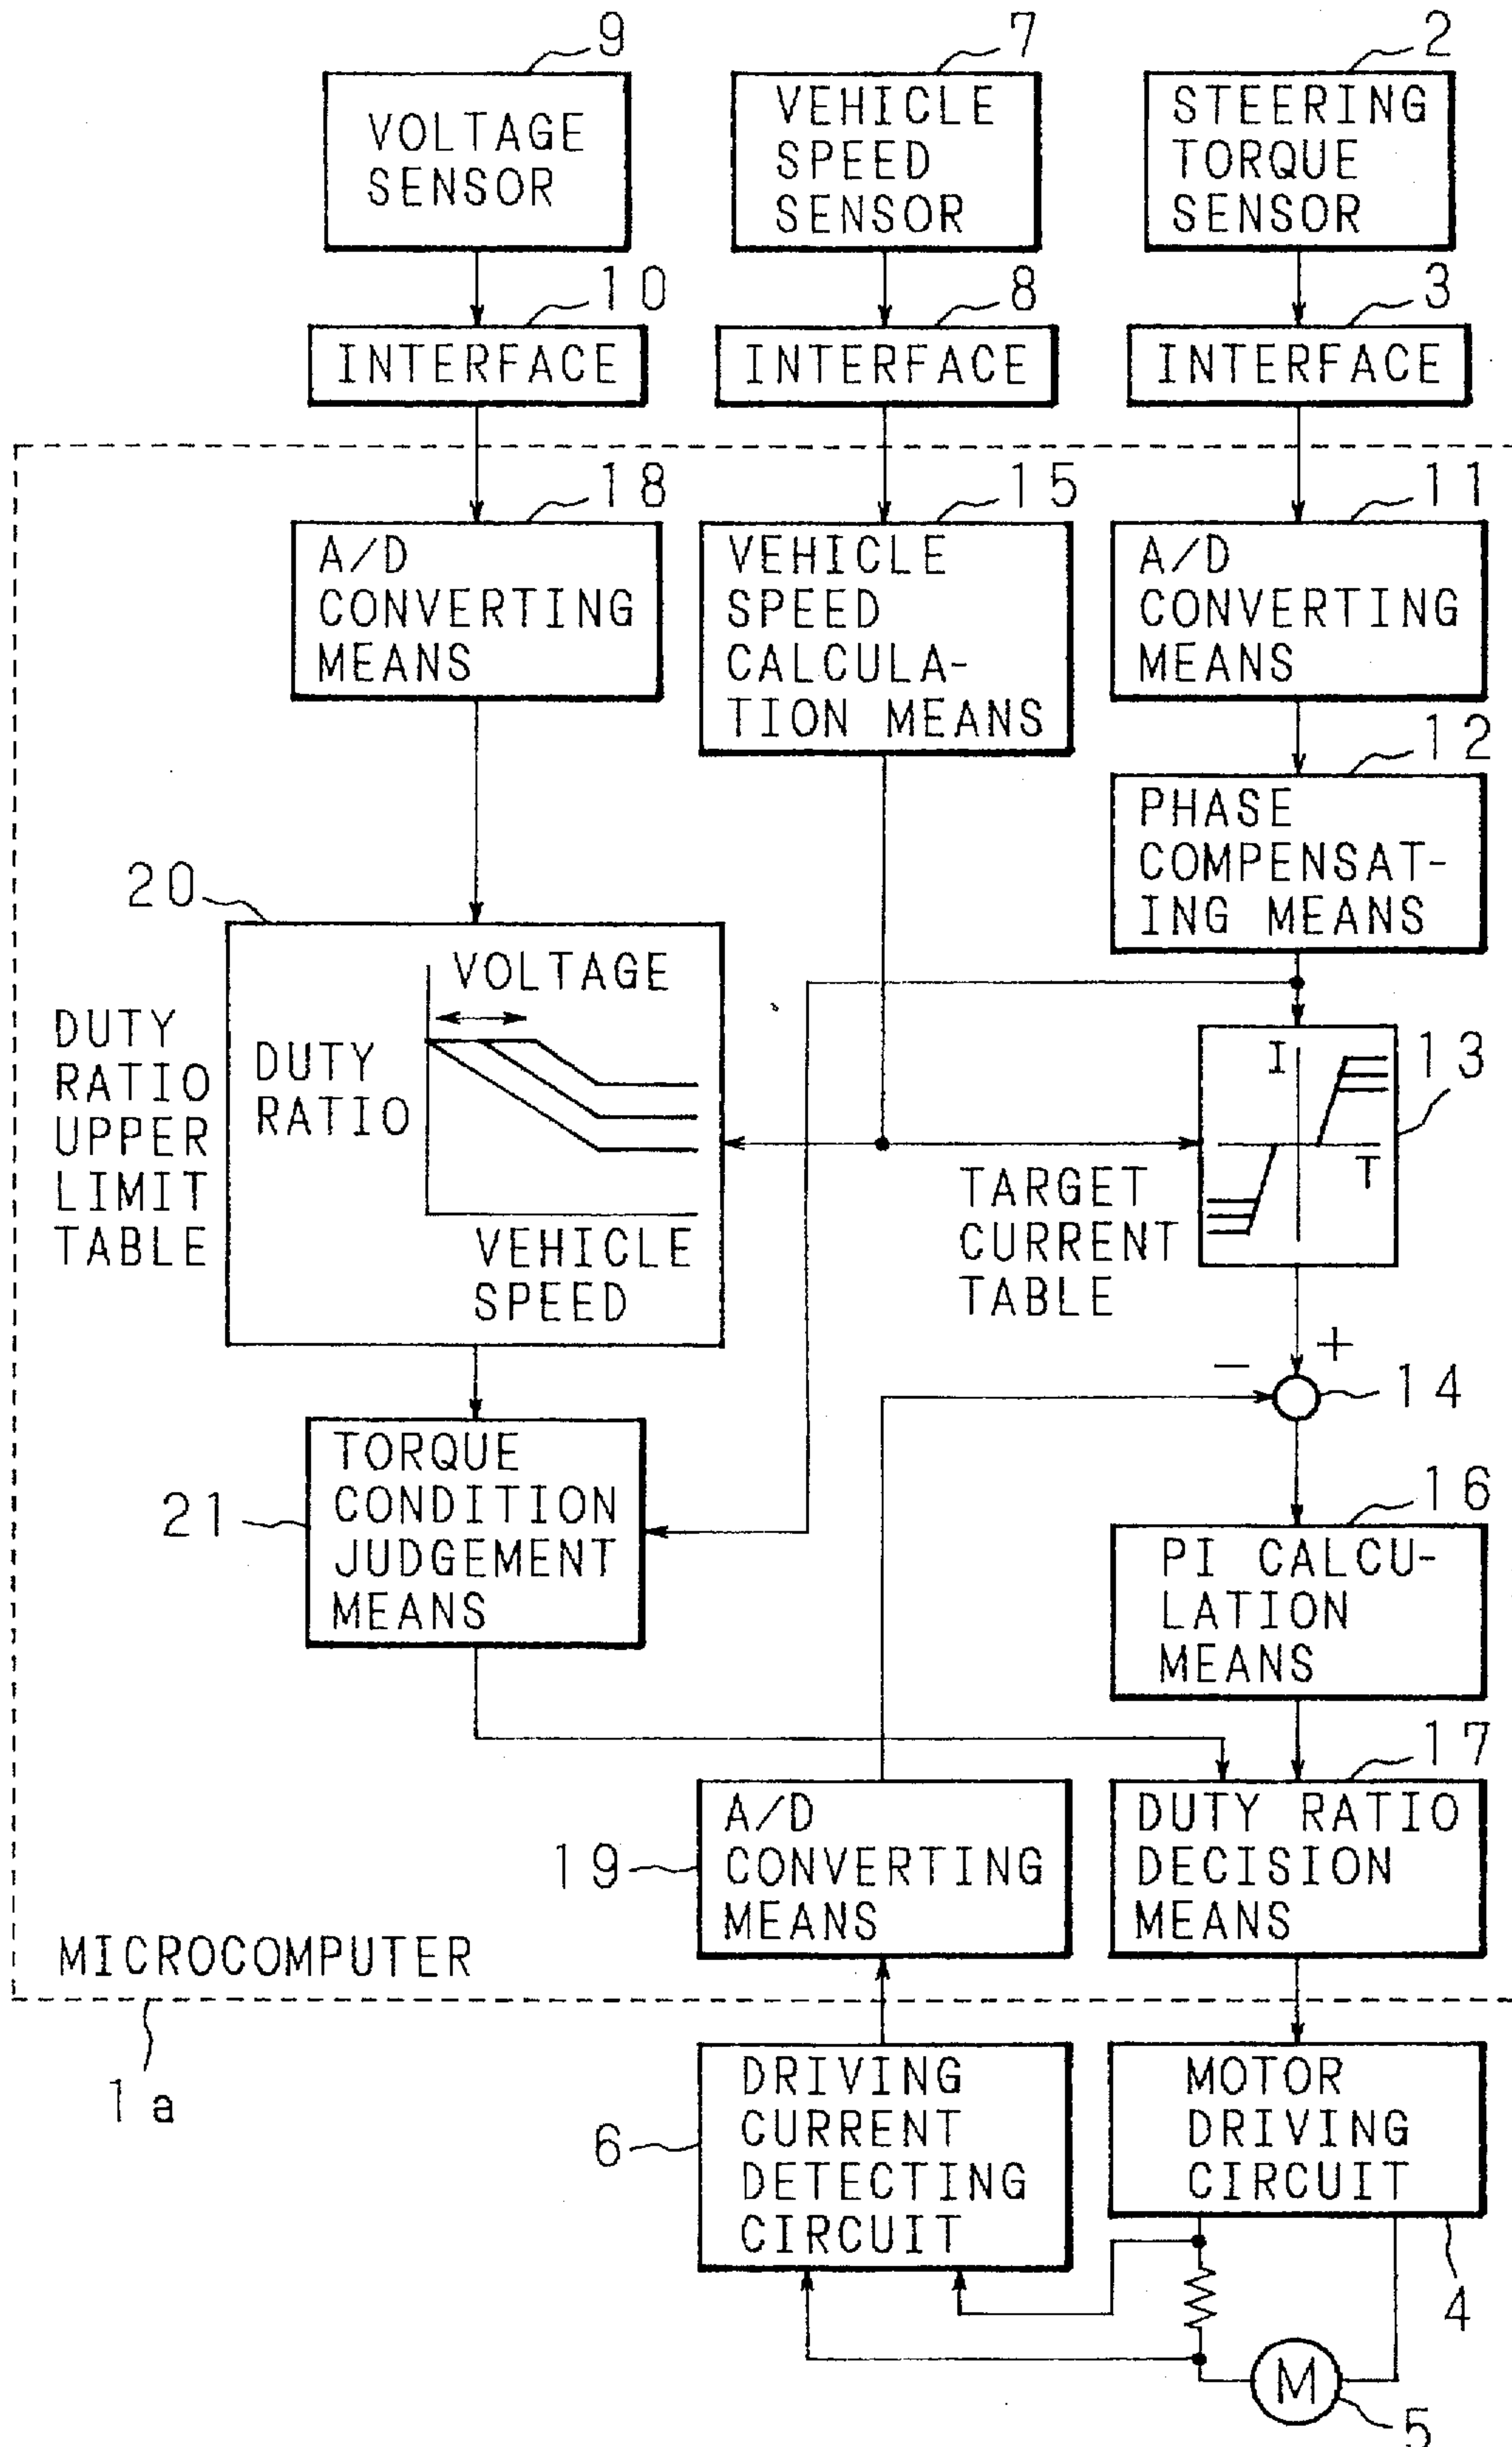 9
7
2
VOLTAGE
SENSOR
VEHICLE
SPEED
SENSOR
STEERING
TORQUE
SENSOR
10
8
3
INTERFACE
INTERFACE
INTERFACE
18
15
11
A/D
CONVERTING
MEANS
VEHICLE
SPEED
CALCULA-
TION MEANS
A/D
CONVERTING
MEANS
12
PHASE
COMPENSAT-
ING MEANS
20
DUTY
RATIO
UPPER
LIMIT
TABLE
VOLTAGE
DUTY
RATIO
VEHICLE
SPEED
I
T
13
TARGET
CURRENT
TABLE
−
+
14
21
TORQUE
CONDITION
JUDGEMENT
MEANS
16
PI CALCU-
LATION
MEANS
17
19
A/D
CONVERTING
MEANS
DUTY RATIO
DECISION
MEANS
MICROCOMPUTER
1a
6
DRIVING
CURRENT
DETECTING
CIRCUIT
MOTOR
DRIVING
CIRCUIT
4
M
5